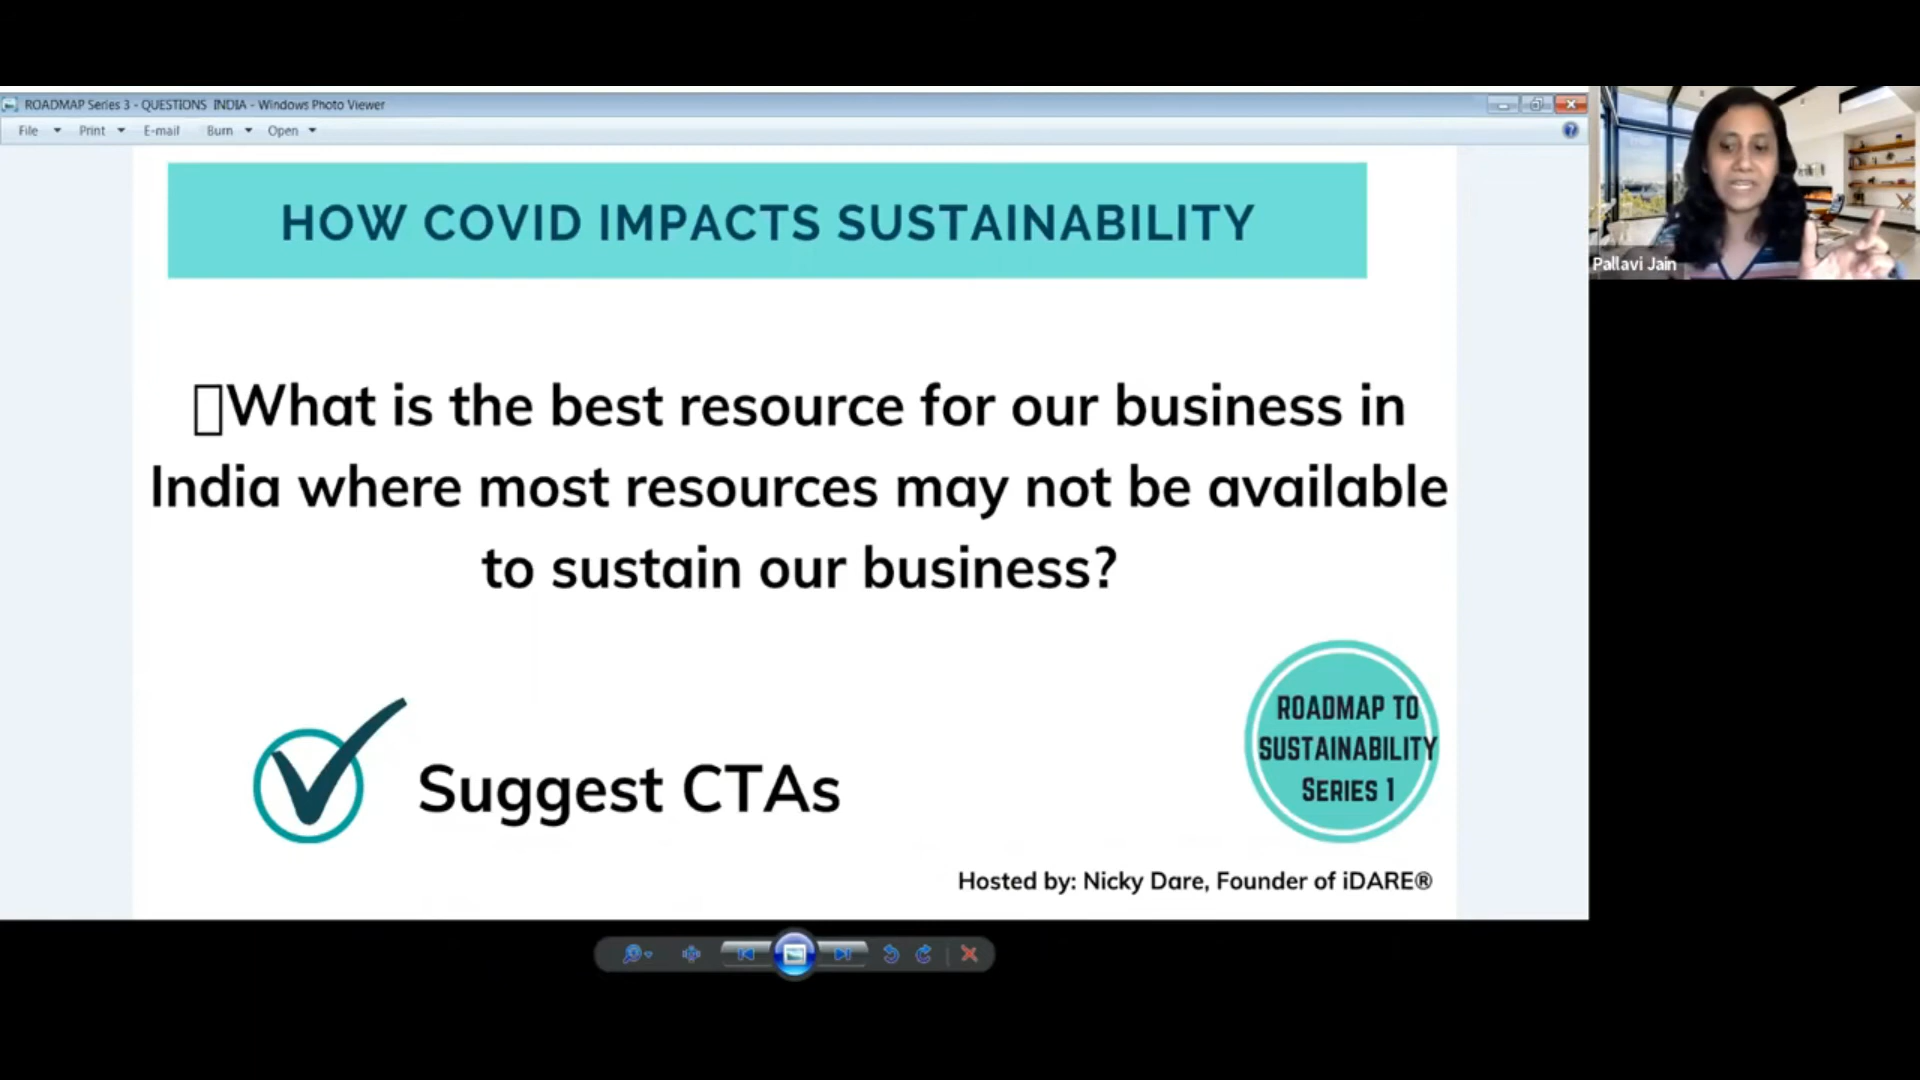 ROADMAP Series 3 - QUESTIONS INDIA - Windows Photo Viewer
File Print E-mail Burn Open
HOW COVID IMPACTS SUSTAINABILITY
What is the best resource for our business in
India where most resources may not be available
to sustain our business?
Suggest CTAs
ROADMAP TO
SUSTAINABILITY
SERIES 1
Hosted by: Nicky Dare, Founder of iDARE®
Pallavi Jain